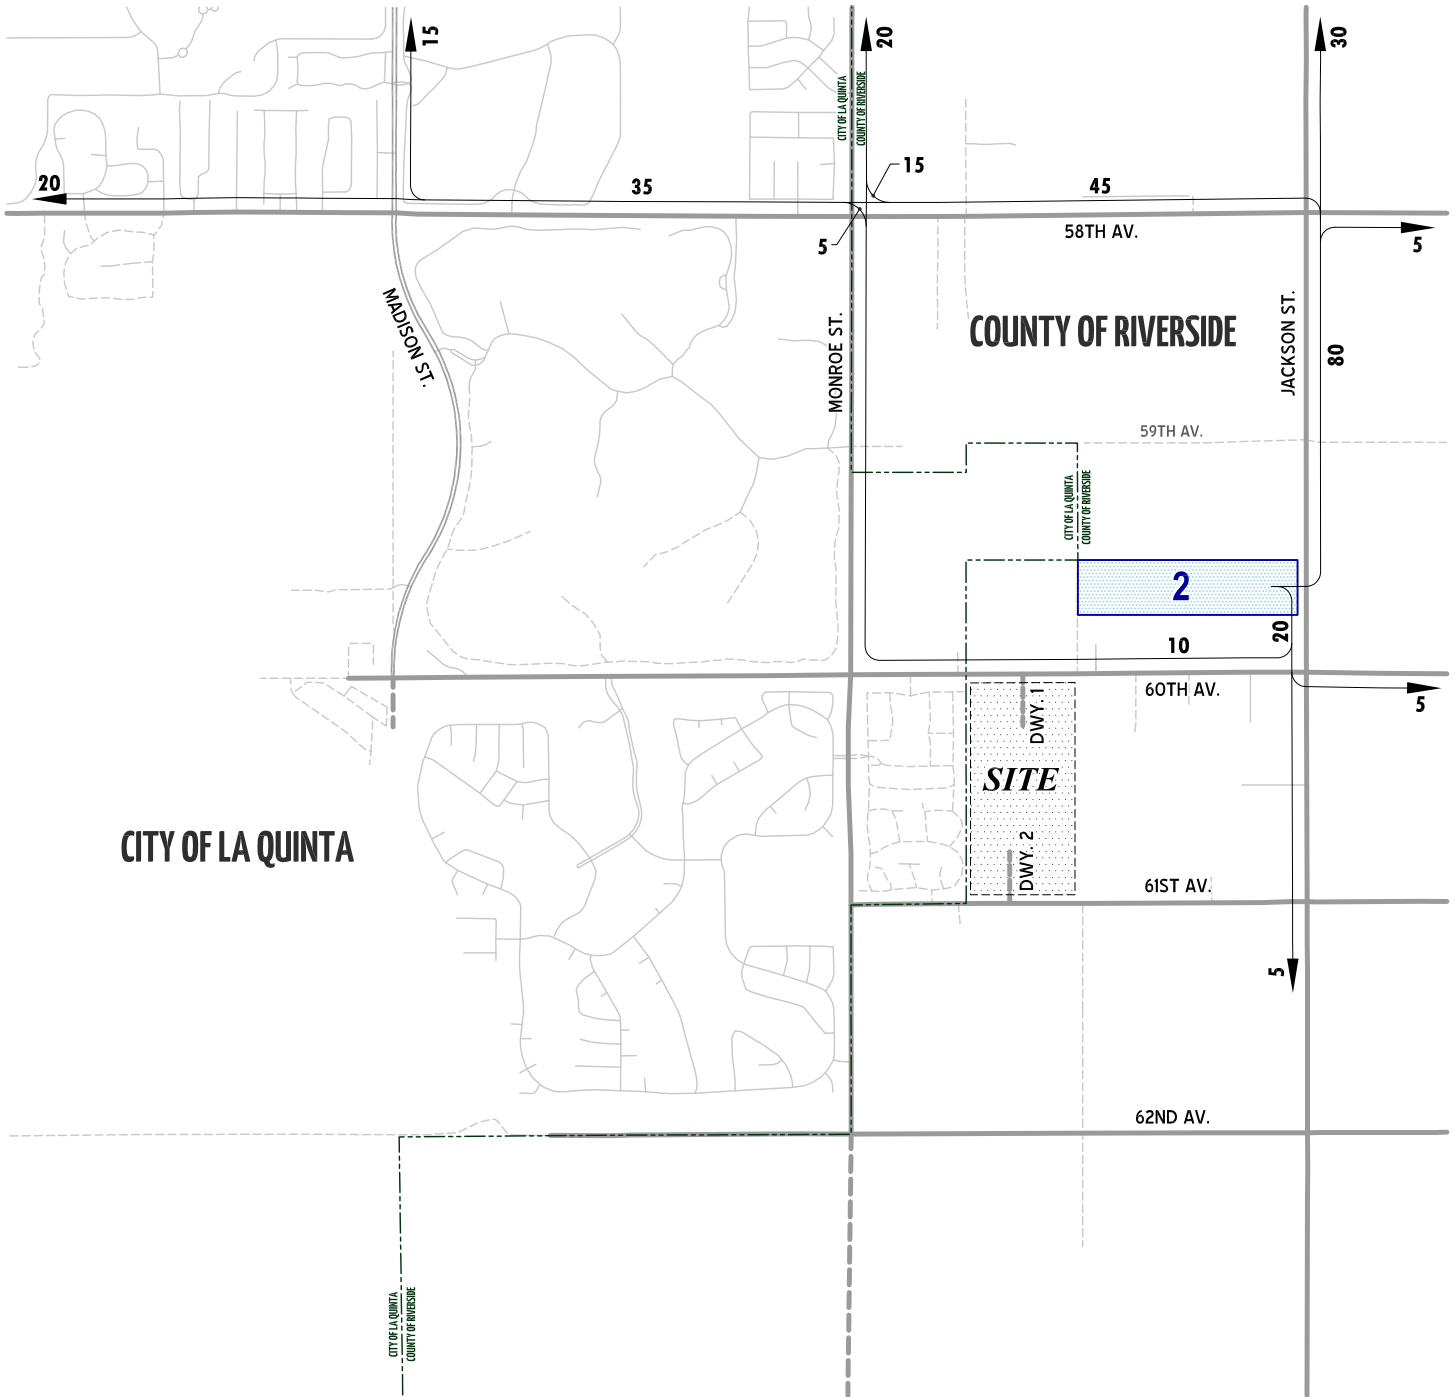 15
20
30
CITY OF LA QUINTA
COUNTY OF RIVERSIDE
20
35
15
45
5
58TH AV.
5
MADISON ST.
MONROE ST.
COUNTY OF RIVERSIDE
JACKSON ST.
80
59TH AV.
CITY OF LA QUINTA
COUNTY OF RIVERSIDE
2
20
10
60TH AV.
5
DWY. 1
SITE
DWY. 2
CITY OF LA QUINTA
61ST AV.
5
62ND AV.
CITY OF LA QUINTA
COUNTY OF RIVERSIDE